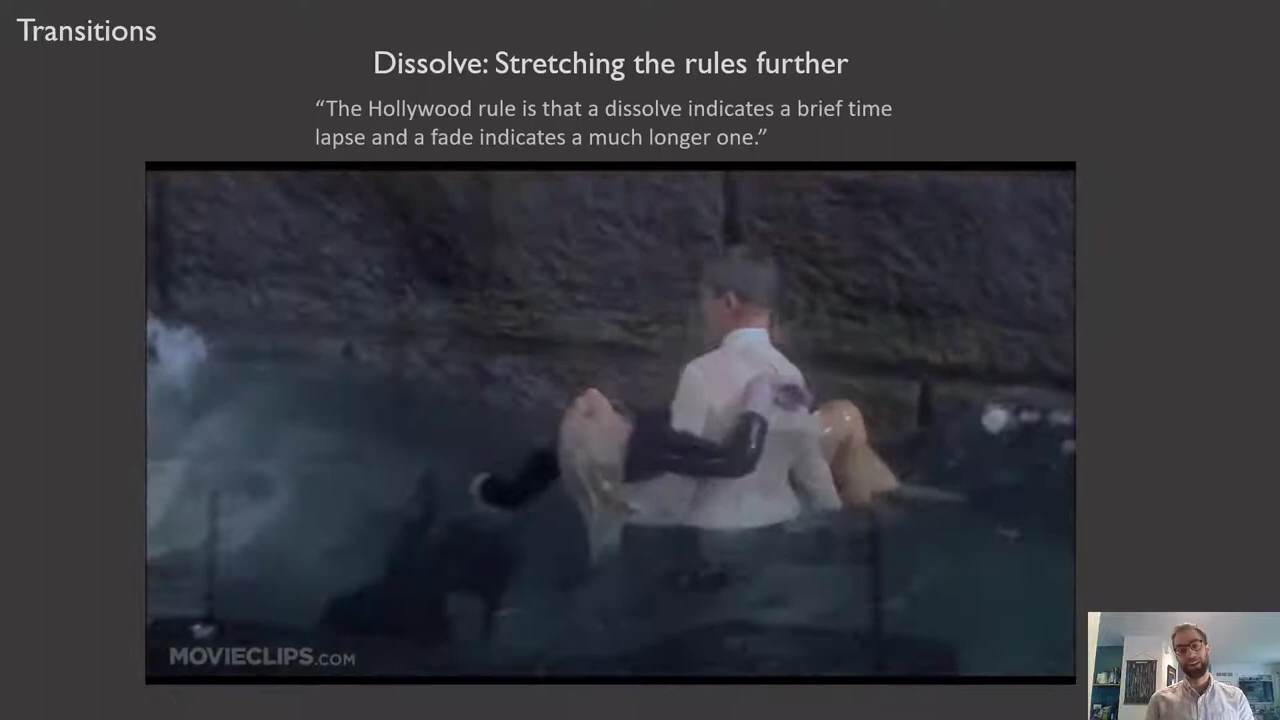 Transitions
Dissolve: Stretching the rules further
“The Hollywood rule is that a dissolve indicates a brief time
lapse and a fade indicates a much longer one.”
MOVIECLIPS.COM